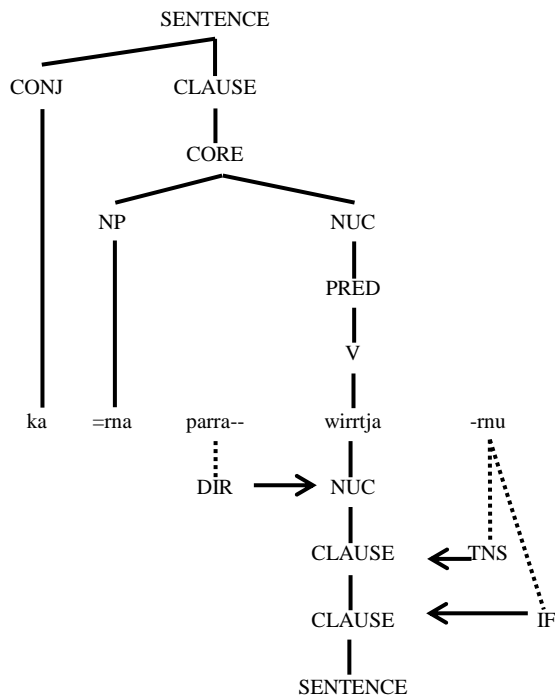 SENTENCE
CONJ CLAUSE
CORE
NP NUC
PRED
V
ka =rna parra-- wirrtja -rnu
DIR NUC
CLAUSE TNS
CLAUSE IF
SENTENCE